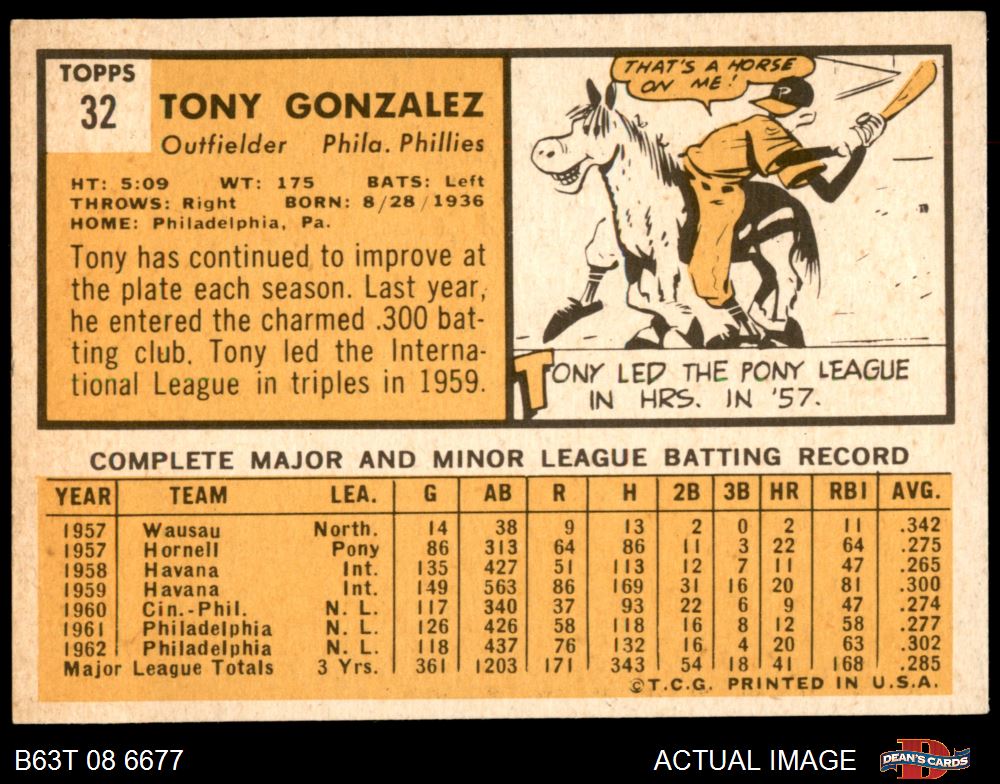 TOPPS
32
TONY GONZALEZ
Outfielder Phila. Phillies
HT: 5:09 WT: 175 BATS: Left
THROWS: Right BORN: 8/28/1936
HOME: Philadelphia, Pa.
Tony has continued to improve at
the plate each season. Last year,
he entered the charmed .300 bat-
ting club. Tony led the Interna-
tional League in triples in 1959.
THAT'S A HORSE
ON ME!
P
TONY LED THE PONY LEAGUE
IN HRS. IN '57.
COMPLETE MAJOR AND MINOR LEAGUE BATTING RECORD
YEAR TEAM LEA. G AB R H 2B 3B HR RBI AVG.
1957 Wausau North. 14 38 9 13 2 0 2 11 .342
1957 Hornell Pony 86 313 64 86 11 3 22 64 .275
1958 Havana Int. 135 427 51 113 12 7 11 47 .265
1959 Havana Int. 149 563 86 169 31 16 20 81 .300
1960 Cin.-Phil. N. L. 117 340 37 93 22 6 9 47 .274
1961 Philadelphia N. L. 126 426 58 118 16 8 12 58 .277
1962 Philadelphia N. L. 118 437 76 132 16 4 20 63 .302
Major League Totals 3 Yrs. 361 1203 171 343 54 18 41 168 .285
©T.C.G. PRINTED IN U.S.A.
B63T 08 6677 ACTUAL IMAGE DEAN'S CARDS